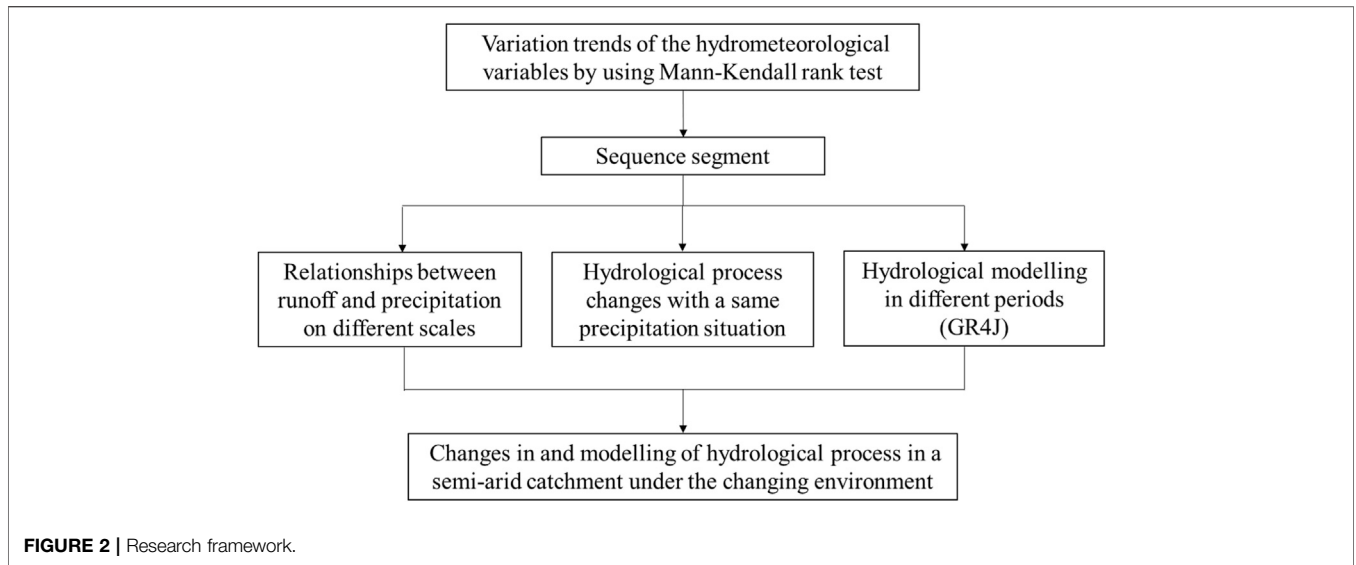 Variation trends of the hydrometeorological
variables by using Mann-Kendall rank test
Sequence segment
Relationships between
runoff and precipitation
on different scales
Hydrological process
changes with a same
precipitation situation
Hydrological modelling
in different periods
(GR4J)
Changes in and modelling of hydrological process in a
semi-arid catchment under the changing environment
FIGURE 2 | Research framework.